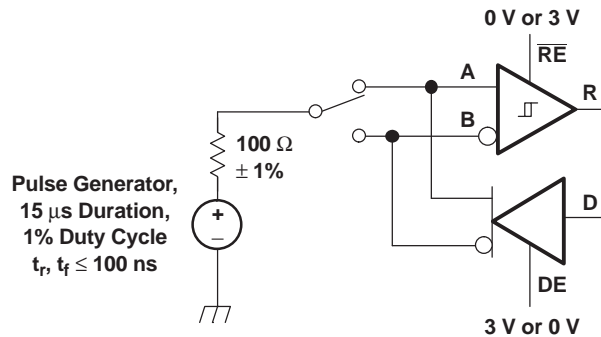 0 V or 3 V
RE
A
R
B
100 Ω
± 1%
Pulse Generator,
15 μs Duration,
1% Duty Cycle
tr, tf ≤ 100 ns
+
–
D
DE
3 V or 0 V